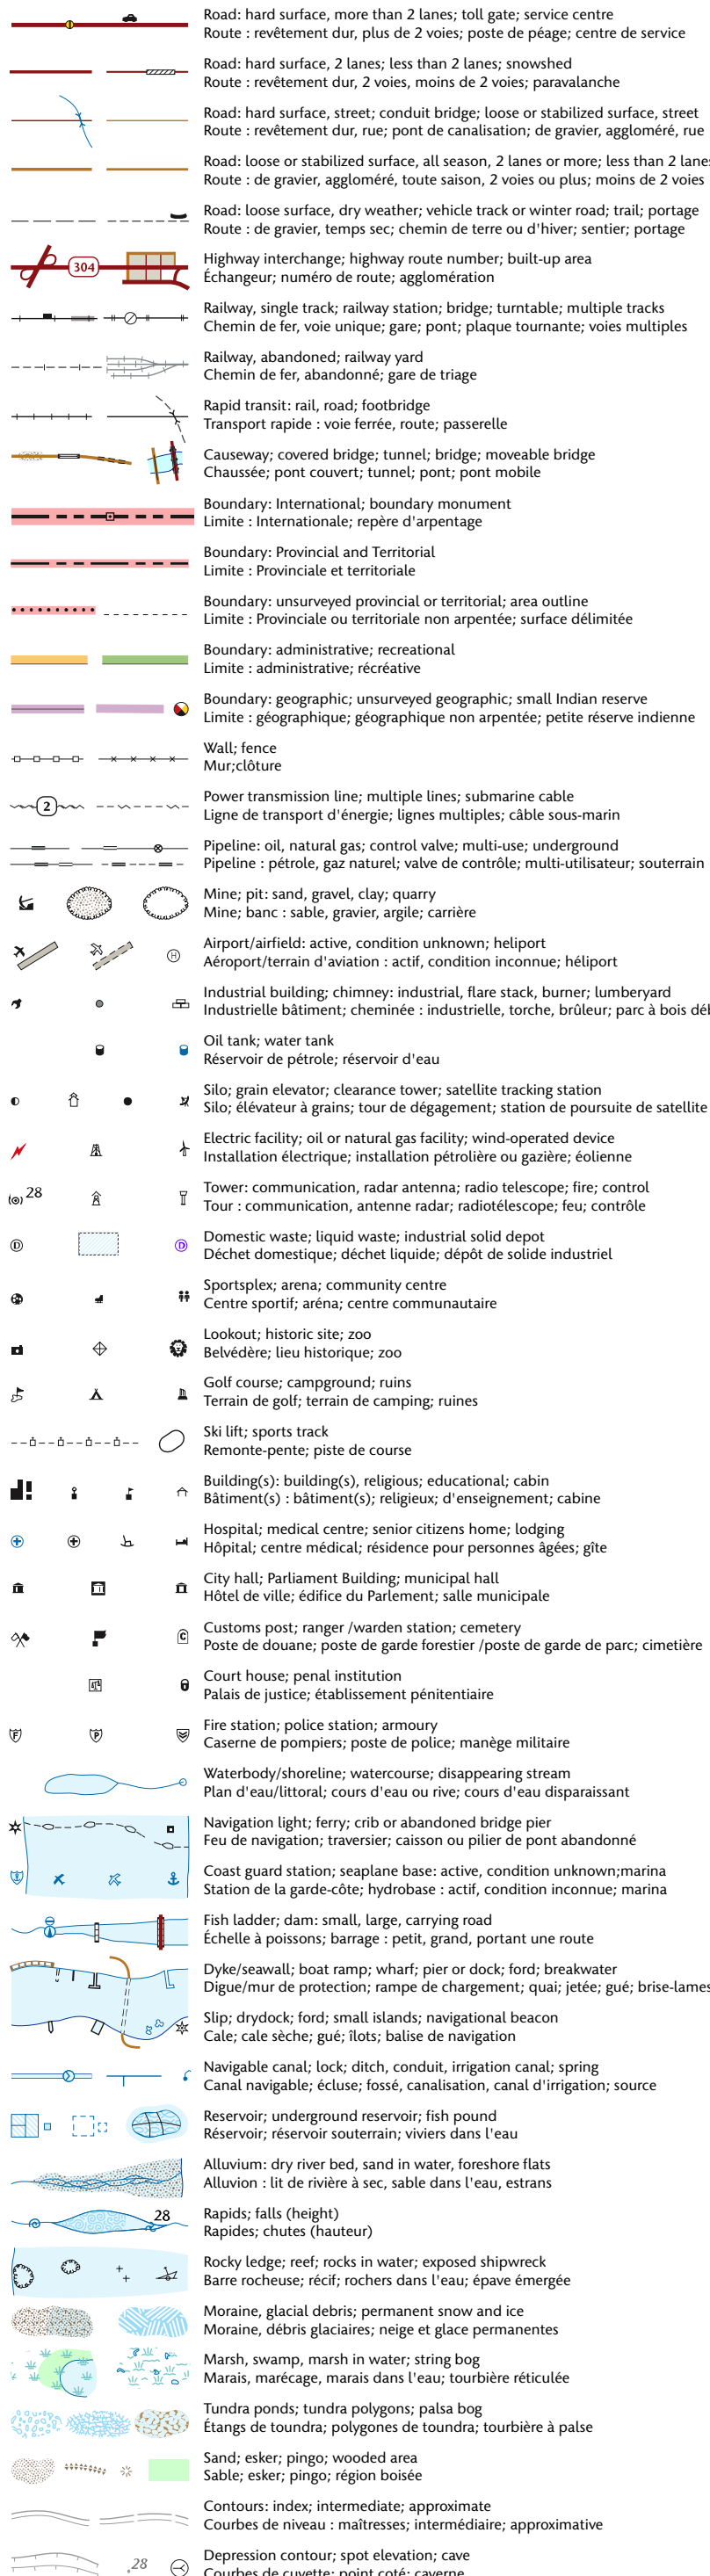 Road: hard surface, more than 2 lanes; toll gate; service centre
Route : revêtement dur, plus de 2 voies; poste de péage; centre de service
Road: hard surface, 2 lanes; less than 2 lanes; snowshed
Route : revêtement dur, 2 voies, moins de 2 voies; paravalanche
Road: hard surface, street; conduit bridge; loose or stabilized surface, street
Route : revêtement dur, rue; pont de canalisation; de gravier, aggloméré, rue
Road: loose or stabilized surface, all season, 2 lanes or more; less than 2 lanes
Route : de gravier, aggloméré, toute saison, 2 voies ou plus; moins de 2 voies
Road: loose surface, dry weather; vehicle track or winter road; trail; portage
Route : de gravier, temps sec; chemin de terre ou d'hiver; sentier; portage
304
Highway interchange; highway route number; built-up area
Échangeur; numéro de route; agglomération
Railway, single track; railway station; bridge; turntable; multiple tracks
Chemin de fer, voie unique; gare; pont; plaque tournante; voies multiples
Railway, abandoned; railway yard
Chemin de fer, abandonné; gare de triage
Rapid transit: rail, road; footbridge
Transport rapide : voie ferrée, route; passerelle
Causeway; covered bridge; tunnel; bridge; moveable bridge
Chaussée; pont couvert; tunnel; pont; pont mobile
Boundary: International; boundary monument
Limite : Internationale; repère d'arpentage
Boundary: Provincial and Territorial
Limite : Provinciale et territoriale
Boundary: unsurveyed provincial or territorial; area outline
Limite : Provinciale ou territoriale non arpentée; surface délimitée
Boundary: administrative; recreational
Limite : administrative; récréative
Boundary: geographic; unsurveyed geographic; small Indian reserve
Limite : géographique; géographique non arpentée; petite réserve indienne
Wall; fence
Mur;clôture
2
Power transmission line; multiple lines; submarine cable
Ligne de transport d'énergie; lignes multiples; câble sous-marin
Pipeline: oil, natural gas; control valve; multi-use; underground
Pipeline : pétrole, gaz naturel; valve de contrôle; multi-utilisateur; souterrain
Mine; pit: sand, gravel, clay; quarry
Mine; banc : sable, gravier, argile; carrière
H
Airport/airfield: active, condition unknown; heliport
Aéroport/terrain d'aviation : actif, condition inconnue; héliport
Industrial building; chimney: industrial, flare stack, burner; lumberyard
Industrielle bâtiment; cheminée : industrielle, torche, brûleur; parc à bois dé
Oil tank; water tank
Réservoir de pétrole; réservoir d'eau
Silo; grain elevator; clearance tower; satellite tracking station
Silo; élévateur à grains; tour de dégagement; station de poursuite de satellite
Electric facility; oil or natural gas facility; wind-operated device
Installation électrique; installation pétrolière ou gazière; éolienne
28
Tower: communication, radar antenna; radio telescope; fire; control
Tour : communication, antenne radar; radiotélescope; feu; contrôle
D D
Domestic waste; liquid waste; industrial solid depot
Déchet domestique; déchet liquide; dépôt de solide industriel
Sportsplex; arena; community centre
Centre sportif; aréna; centre communautaire
Lookout; historic site; zoo
Belvédère; lieu historique; zoo
Golf course; campground; ruins
Terrain de golf; terrain de camping; ruines
Ski lift; sports track
Remonte-pente; piste de course
Building(s): building(s), religious; educational; cabin
Bâtiment(s) : bâtiment(s); religieux; d'enseignement; cabine
Hospital; medical centre; senior citizens home; lodging
Hôpital; centre médical; résidence pour personnes âgées; gîte
City hall; Parliament Building; municipal hall
Hôtel de ville; édifice du Parlement; salle municipale
C
Customs post; ranger /warden station; cemetery
Poste de douane; poste de garde forestier /poste de garde de parc; cimetière
Court house; penal institution
Palais de justice; établissement pénitentiaire
F P
Fire station; police station; armoury
Caserne de pompiers; poste de police; manège militaire
Waterbody/shoreline; watercourse; disappearing stream
Plan d'eau/littoral; cours d'eau ou rive; cours d'eau disparaissant
Navigation light; ferry; crib or abandoned bridge pier
Feu de navigation; traversier; caisson ou pilier de pont abandonné
Coast guard station; seaplane base: active, condition unknown;marina
Station de la garde-côte; hydrobase : actif, condition inconnue; marina
Fish ladder; dam: small, large, carrying road
Échelle à poissons; barrage : petit, grand, portant une route
Dyke/seawall; boat ramp; wharf; pier or dock; ford; breakwater
Digue/mur de protection; rampe de chargement; quai; jetée; gué; brise-lames
Slip; drydock; ford; small islands; navigational beacon
Cale; cale sèche; gué; îlots; balise de navigation
Navigable canal; lock; ditch, conduit, irrigation canal; spring
Canal navigable; écluse; fossé, canalisation, canal d'irrigation; source
Reservoir; underground reservoir; fish pound
Réservoir; réservoir souterrain; viviers dans l'eau
Alluvium: dry river bed, sand in water, foreshore flats
Alluvion : lit de rivière à sec, sable dans l'eau, estrans
28
Rapids; falls (height)
Rapides; chutes (hauteur)
Rocky ledge; reef; rocks in water; exposed shipwreck
Barre rocheuse; récif; rochers dans l'eau; épave émergée
Moraine, glacial debris; permanent snow and ice
Moraine, débris glaciaires; neige et glace permanentes
Marsh, swamp, marsh in water; string bog
Marais, marécage, marais dans l'eau; tourbière réticulée
Tundra ponds; tundra polygons; palsa bog
Étangs de toundra; polygones de toundra; tourbière à palse
Sand; esker; pingo; wooded area
Sable; esker; pingo; région boisée
Contours: index; intermediate; approximate
Courbes de niveau : maîtresses; intermédiaire; approximative
.28
Depression contour; spot elevation; cave
Courbes de cuvette; point coté; caverne